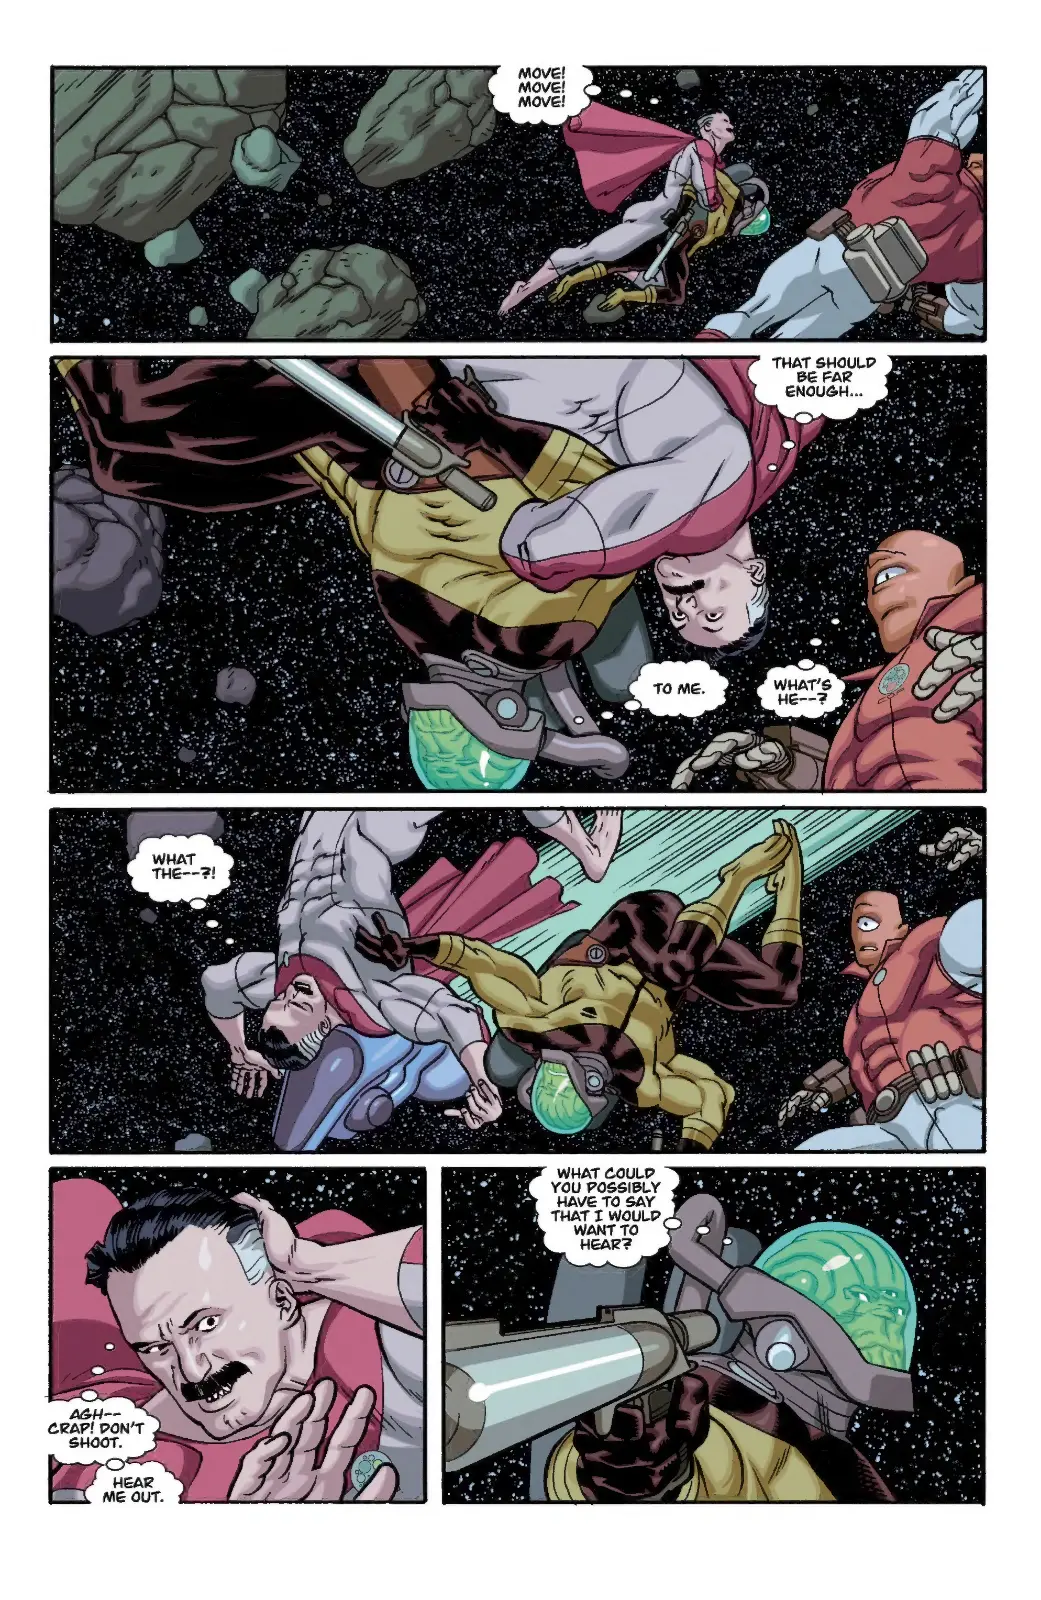 MOVE!
MOVE!
MOVE!
THAT SHOULD
BE FAR
ENOUGH...
TO ME.
WHAT'S
HE--?
WHAT
THE--?!
AGH--
CRAP! DON'T
SHOOT.
HEAR
ME OUT.
WHAT COULD
YOU POSSIBLY
HAVE TO SAY
THAT I WOULD
WANT TO
HEAR?